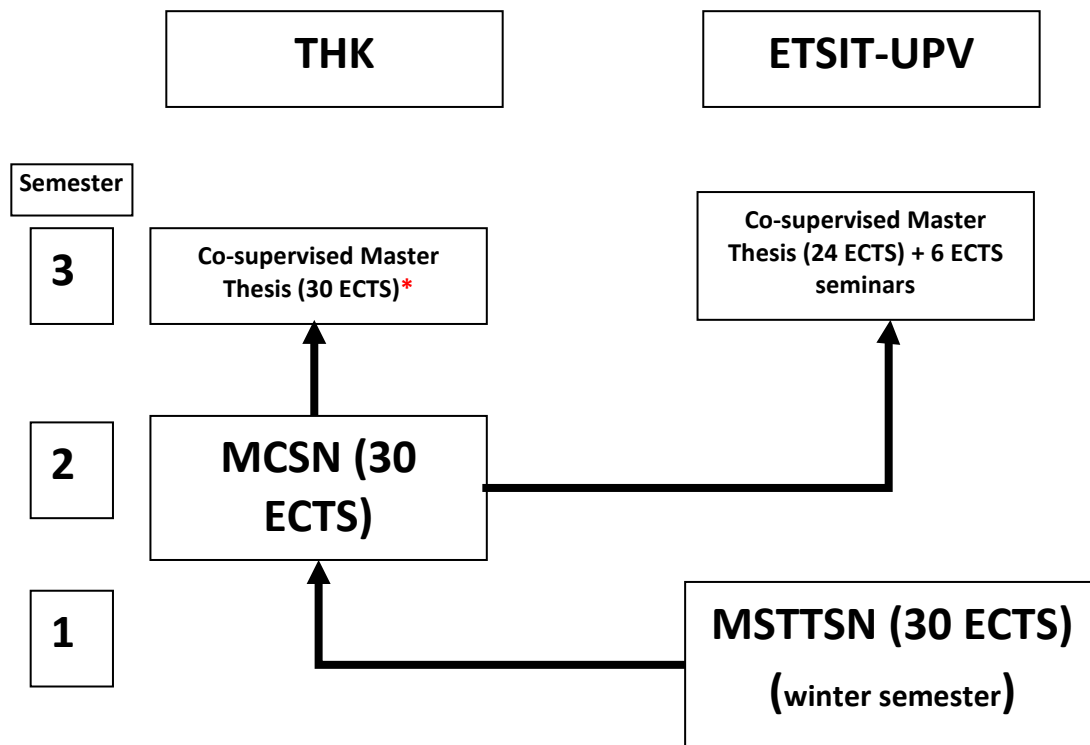 THK
ETSIT-UPV
Semester
3
Co-supervised Master
Thesis (30 ECTS)*
Co-supervised Master
Thesis (24 ECTS) + 6 ECTS
seminars
2
MCSN (30
ECTS)
1
MSTTSN (30 ECTS)
(winter semester)